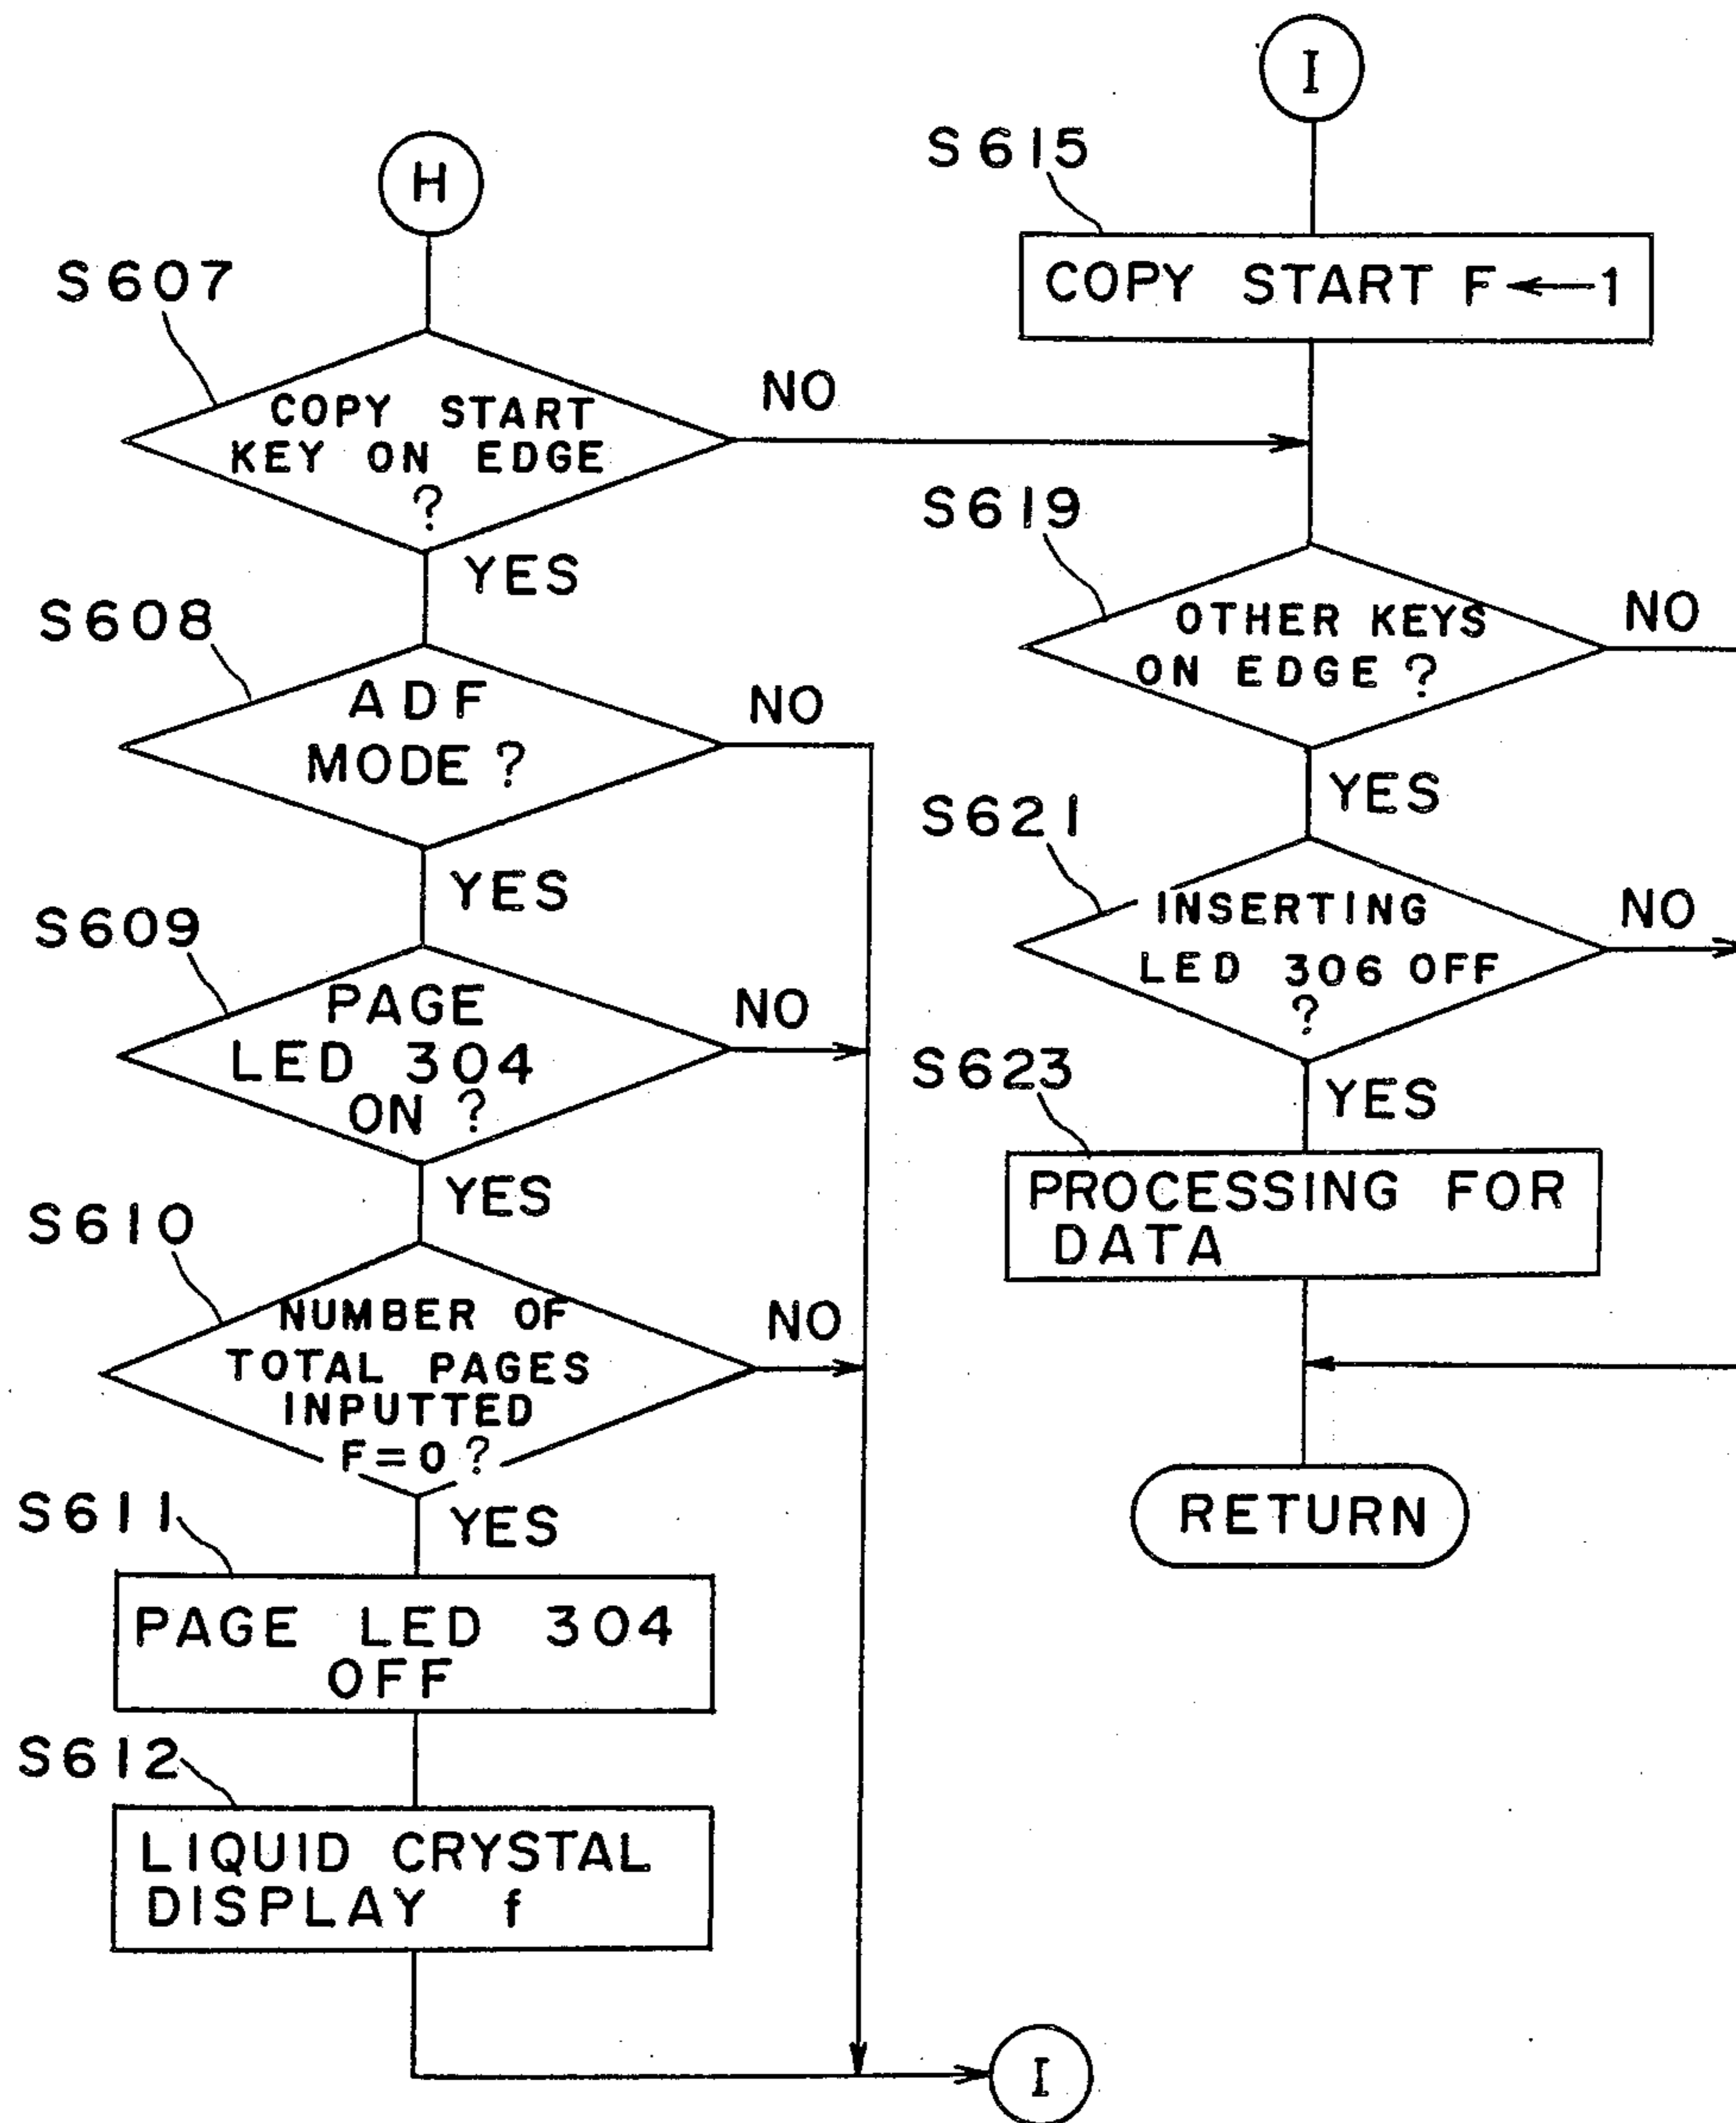 H
S607
COPY START
KEY ON EDGE
?
NO
YES
S608
ADF
MODE ?
NO
YES
S609
PAGE
LED 304
ON ?
NO
YES
S610
NUMBER OF
TOTAL PAGES
INPUTTED
F=0 ?
NO
YES
S611
PAGE LED 304
OFF
S612
LIQUID CRYSTAL
DISPLAY f
I
I
S615
COPY START F←1
S619
OTHER KEYS
ON EDGE ?
NO
YES
S621
INSERTING
LED 306 OFF
?
NO
YES
S623
PROCESSING FOR
DATA
RETURN